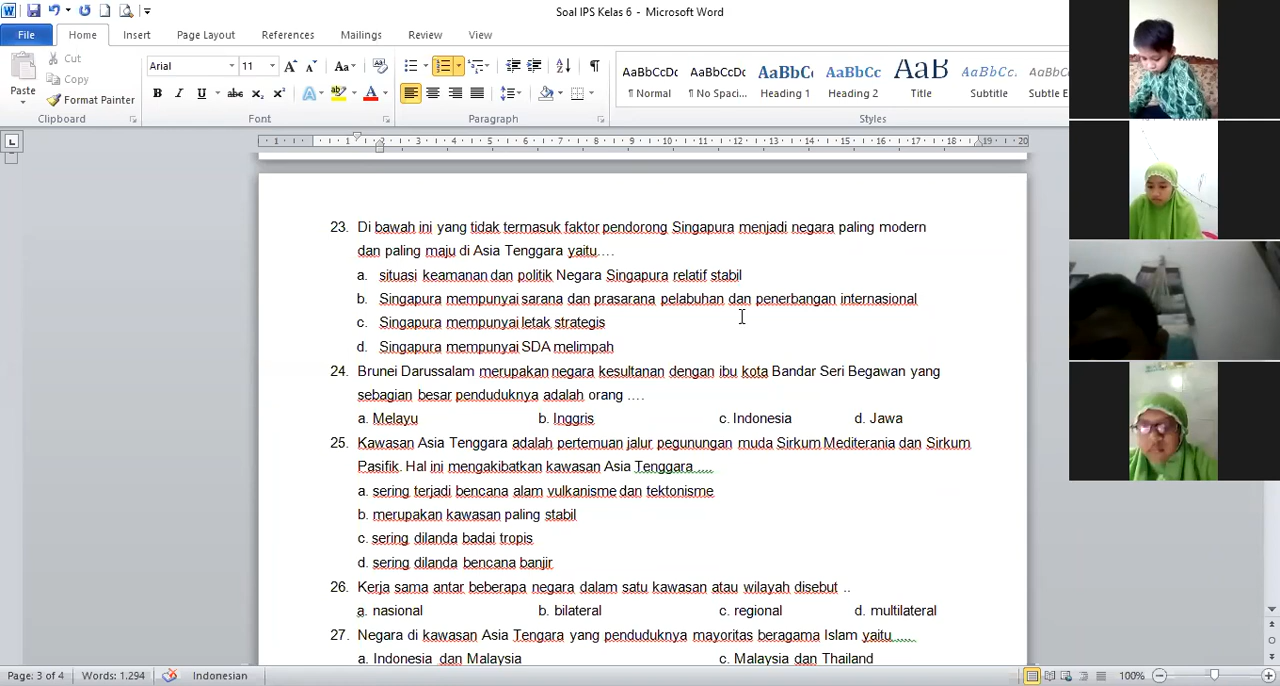 Soal IPS Kelas 6 - Microsoft Word
File Home Insert Page Layout References Mailings Review View
Cut
Copy
Paste
Format Painter
Clipboard
Arial 11
Font
Paragraph
AaBbCcDc AaBbCcDc AaBbC AaBbCc AaB AaBbCc. AaBbCc
¶ Normal ¶ No Spaci... Heading 1 Heading 2 Title Subtitle Subtle E
Styles
23. Di bawah ini yang tidak termasuk faktor pendorong Singapura menjadi negara paling modern
dan paling maju di Asia Tenggara yaitu....
a. situasi keamanan dan politik Negara Singapura relatif stabil
b. Singapura mempunyai sarana dan prasarana pelabuhan dan penerbangan internasional
c. Singapura mempunyai letak strategis
d. Singapura mempunyai SDA melimpah
24. Brunei Darussalam merupakan negara kesultanan dengan ibu kota Bandar Seri Begawan yang
sebagian besar penduduknya adalah orang ....
a. Melayu b. Inggris c. Indonesia d. Jawa
25. Kawasan Asia Tenggara adalah pertemuan jalur pegunungan muda Sirkum Mediterania dan Sirkum
Pasifik. Hal ini mengakibatkan kawasan Asia Tenggara.....
a. sering terjadi bencana alam vulkanisme dan tektonisme
b. merupakan kawasan paling stabil
c. sering dilanda badai tropis
d. sering dilanda bencana banjir
26. Kerja sama antar beberapa negara dalam satu kawasan atau wilayah disebut ..
a. nasional b. bilateral c. regional d. multilateral
27. Negara di kawasan Asia Tengara yang penduduknya mayoritas beragama Islam yaitu.....
a. Indonesia dan Malaysia c. Malaysia dan Thailand
Page: 3 of 4 Words: 1.294 Indonesian 100%